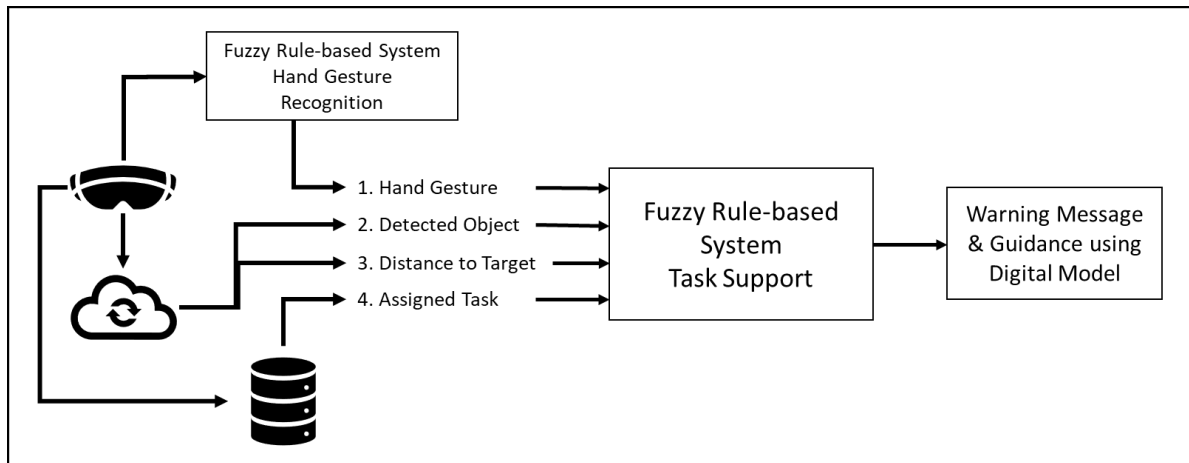 Fuzzy Rule-based System
Hand Gesture
Recognition
1. Hand Gesture
2. Detected Object
3. Distance to Target
4. Assigned Task
Fuzzy Rule-based
System
Task Support
Warning Message
& Guidance using
Digital Model